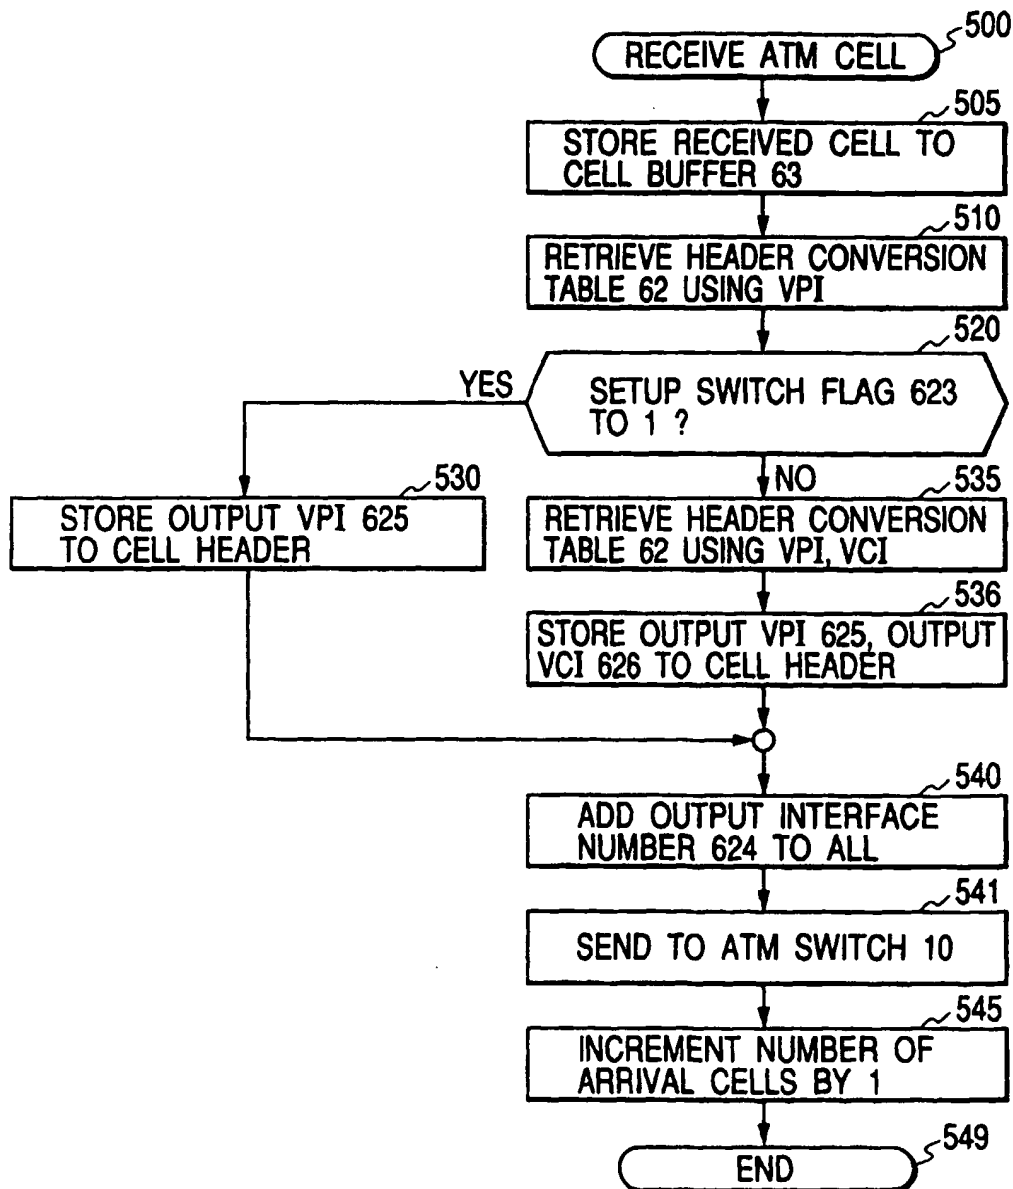 500
RECEIVE ATM CELL
505
STORE RECEIVED CELL TO
CELL BUFFER 63
510
RETRIEVE HEADER CONVERSION
TABLE 62 USING VPI
520
YES
SETUP SWITCH FLAG 623
TO 1 ?
NO
530
STORE OUTPUT VPI 625
TO CELL HEADER
535
RETRIEVE HEADER CONVERSION
TABLE 62 USING VPI, VCI
536
STORE OUTPUT VPI 625, OUTPUT
VCI 626 TO CELL HEADER
540
ADD OUTPUT INTERFACE
NUMBER 624 TO ALL
541
SEND TO ATM SWITCH 10
545
INCREMENT NUMBER OF
ARRIVAL CELLS BY 1
549
END